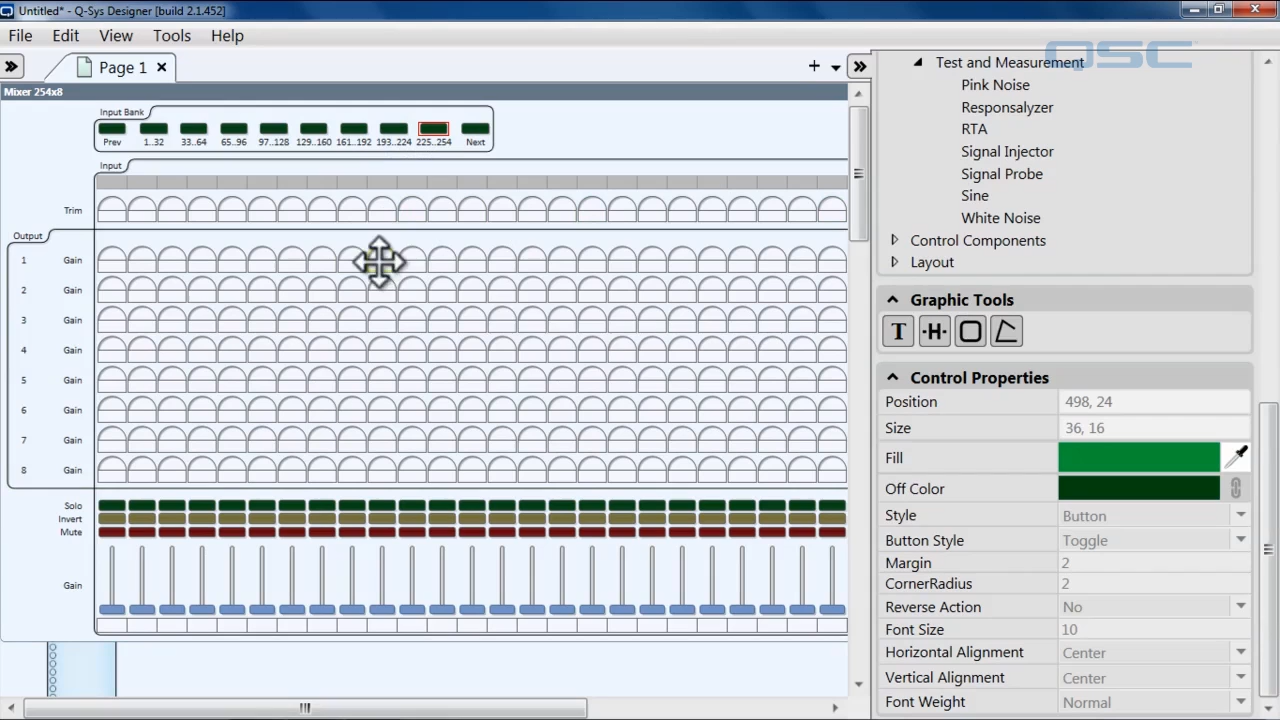 Untitled* - Q-Sys Designer [build 2.1.452]
File Edit View Tools Help
Page 1
QSC
Mixer 254x8
Input Bank
Prev 1..32 33..64 65..96 97..128 129..160 161..192 193..224 225..254 Next
Input
Trim
Output
1 Gain
2 Gain
3 Gain
4 Gain
5 Gain
6 Gain
7 Gain
8 Gain
Solo
Invert
Mute
Gain
Test and Measurement
Pink Noise
Responsalyzer
RTA
Signal Injector
Signal Probe
Sine
White Noise
Control Components
Layout
Graphic Tools
T H
Control Properties
Position 498, 24
Size 36, 16
Fill
Off Color
Style Button
Button Style Toggle
Margin 2
CornerRadius 2
Reverse Action No
Font Size 10
Horizontal Alignment Center
Vertical Alignment Center
Font Weight Normal